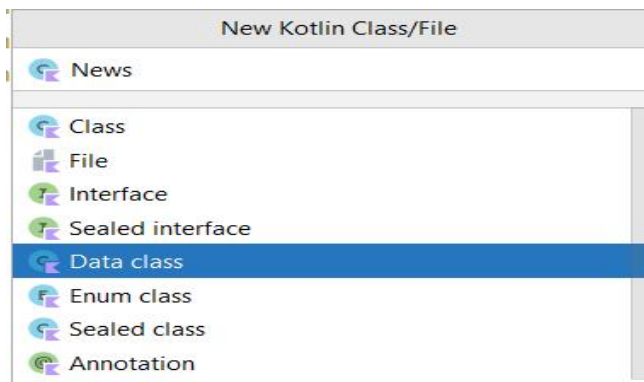 New Kotlin Class/File
News
Class
File
Interface
Sealed interface
Data class
Enum class
Sealed class
Annotation